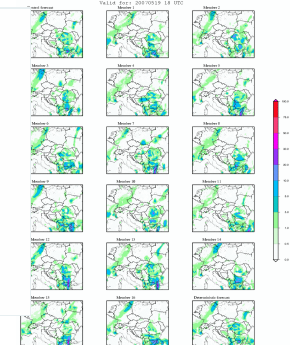 Valid for: 20070519 18 UTC
Control forecast Member 1 Member 2
Member 3 Member 4 Member 5
Member 6 Member 7 Member 8
Member 9 Member 10 Member 11
Member 12 Member 13 Member 14
Member 15 Member 16 Deterministic forecast